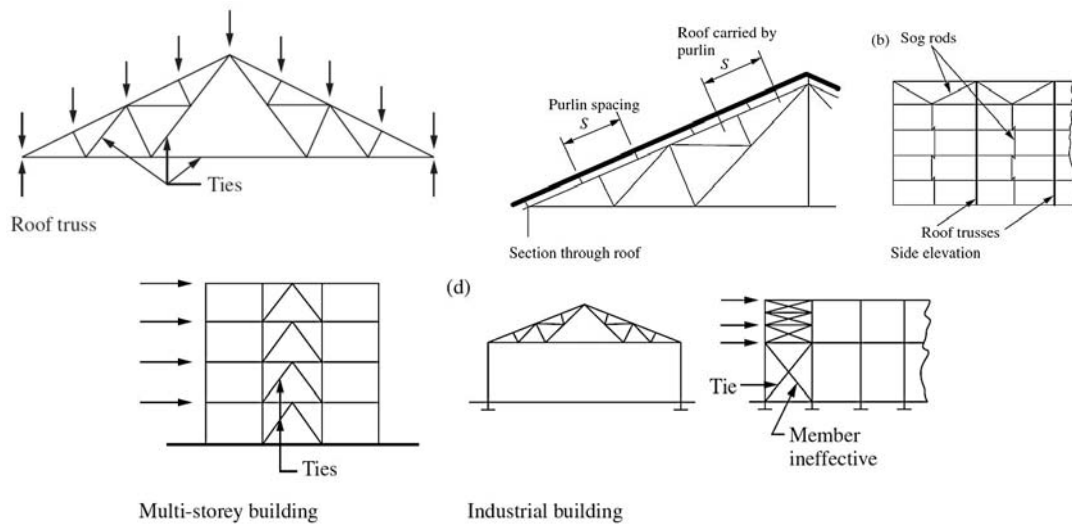 Ties
Roof truss
Roof carried by
purlin
S
Purlin spacing
S
Section through roof
(b)
Sog rods
Roof trusses
Side elevation
Ties
Multi-storey building
(d)
Tie
Member
ineffective
Industrial building